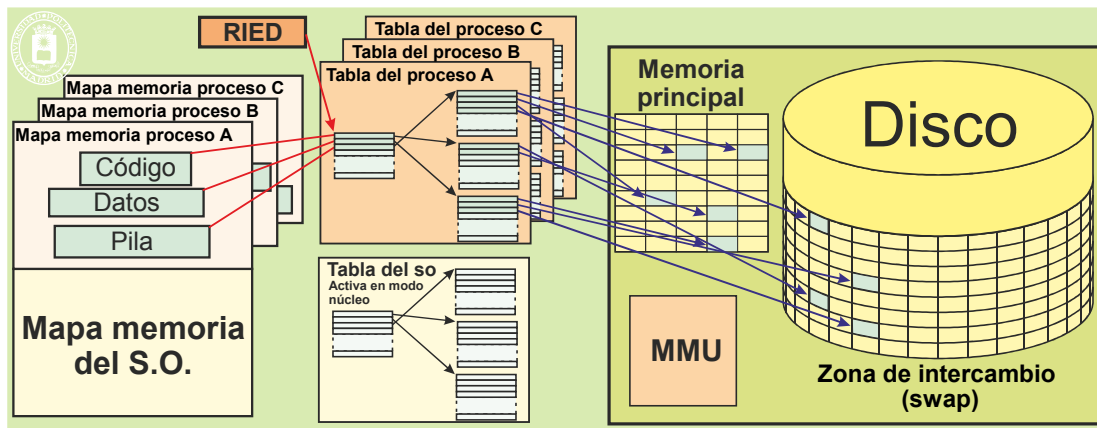 RIED
Tabla del proceso C
Tabla del proceso B
Tabla del proceso A
Mapa memoria proceso C
Mapa memoria proceso B
Mapa memoria proceso A
Código
Datos
Pila
Mapa memoria
del S.O.
Tabla del so
Activa en modo
núcleo
Memoria
principal
MMU
Disco
Zona de intercambio
(swap)